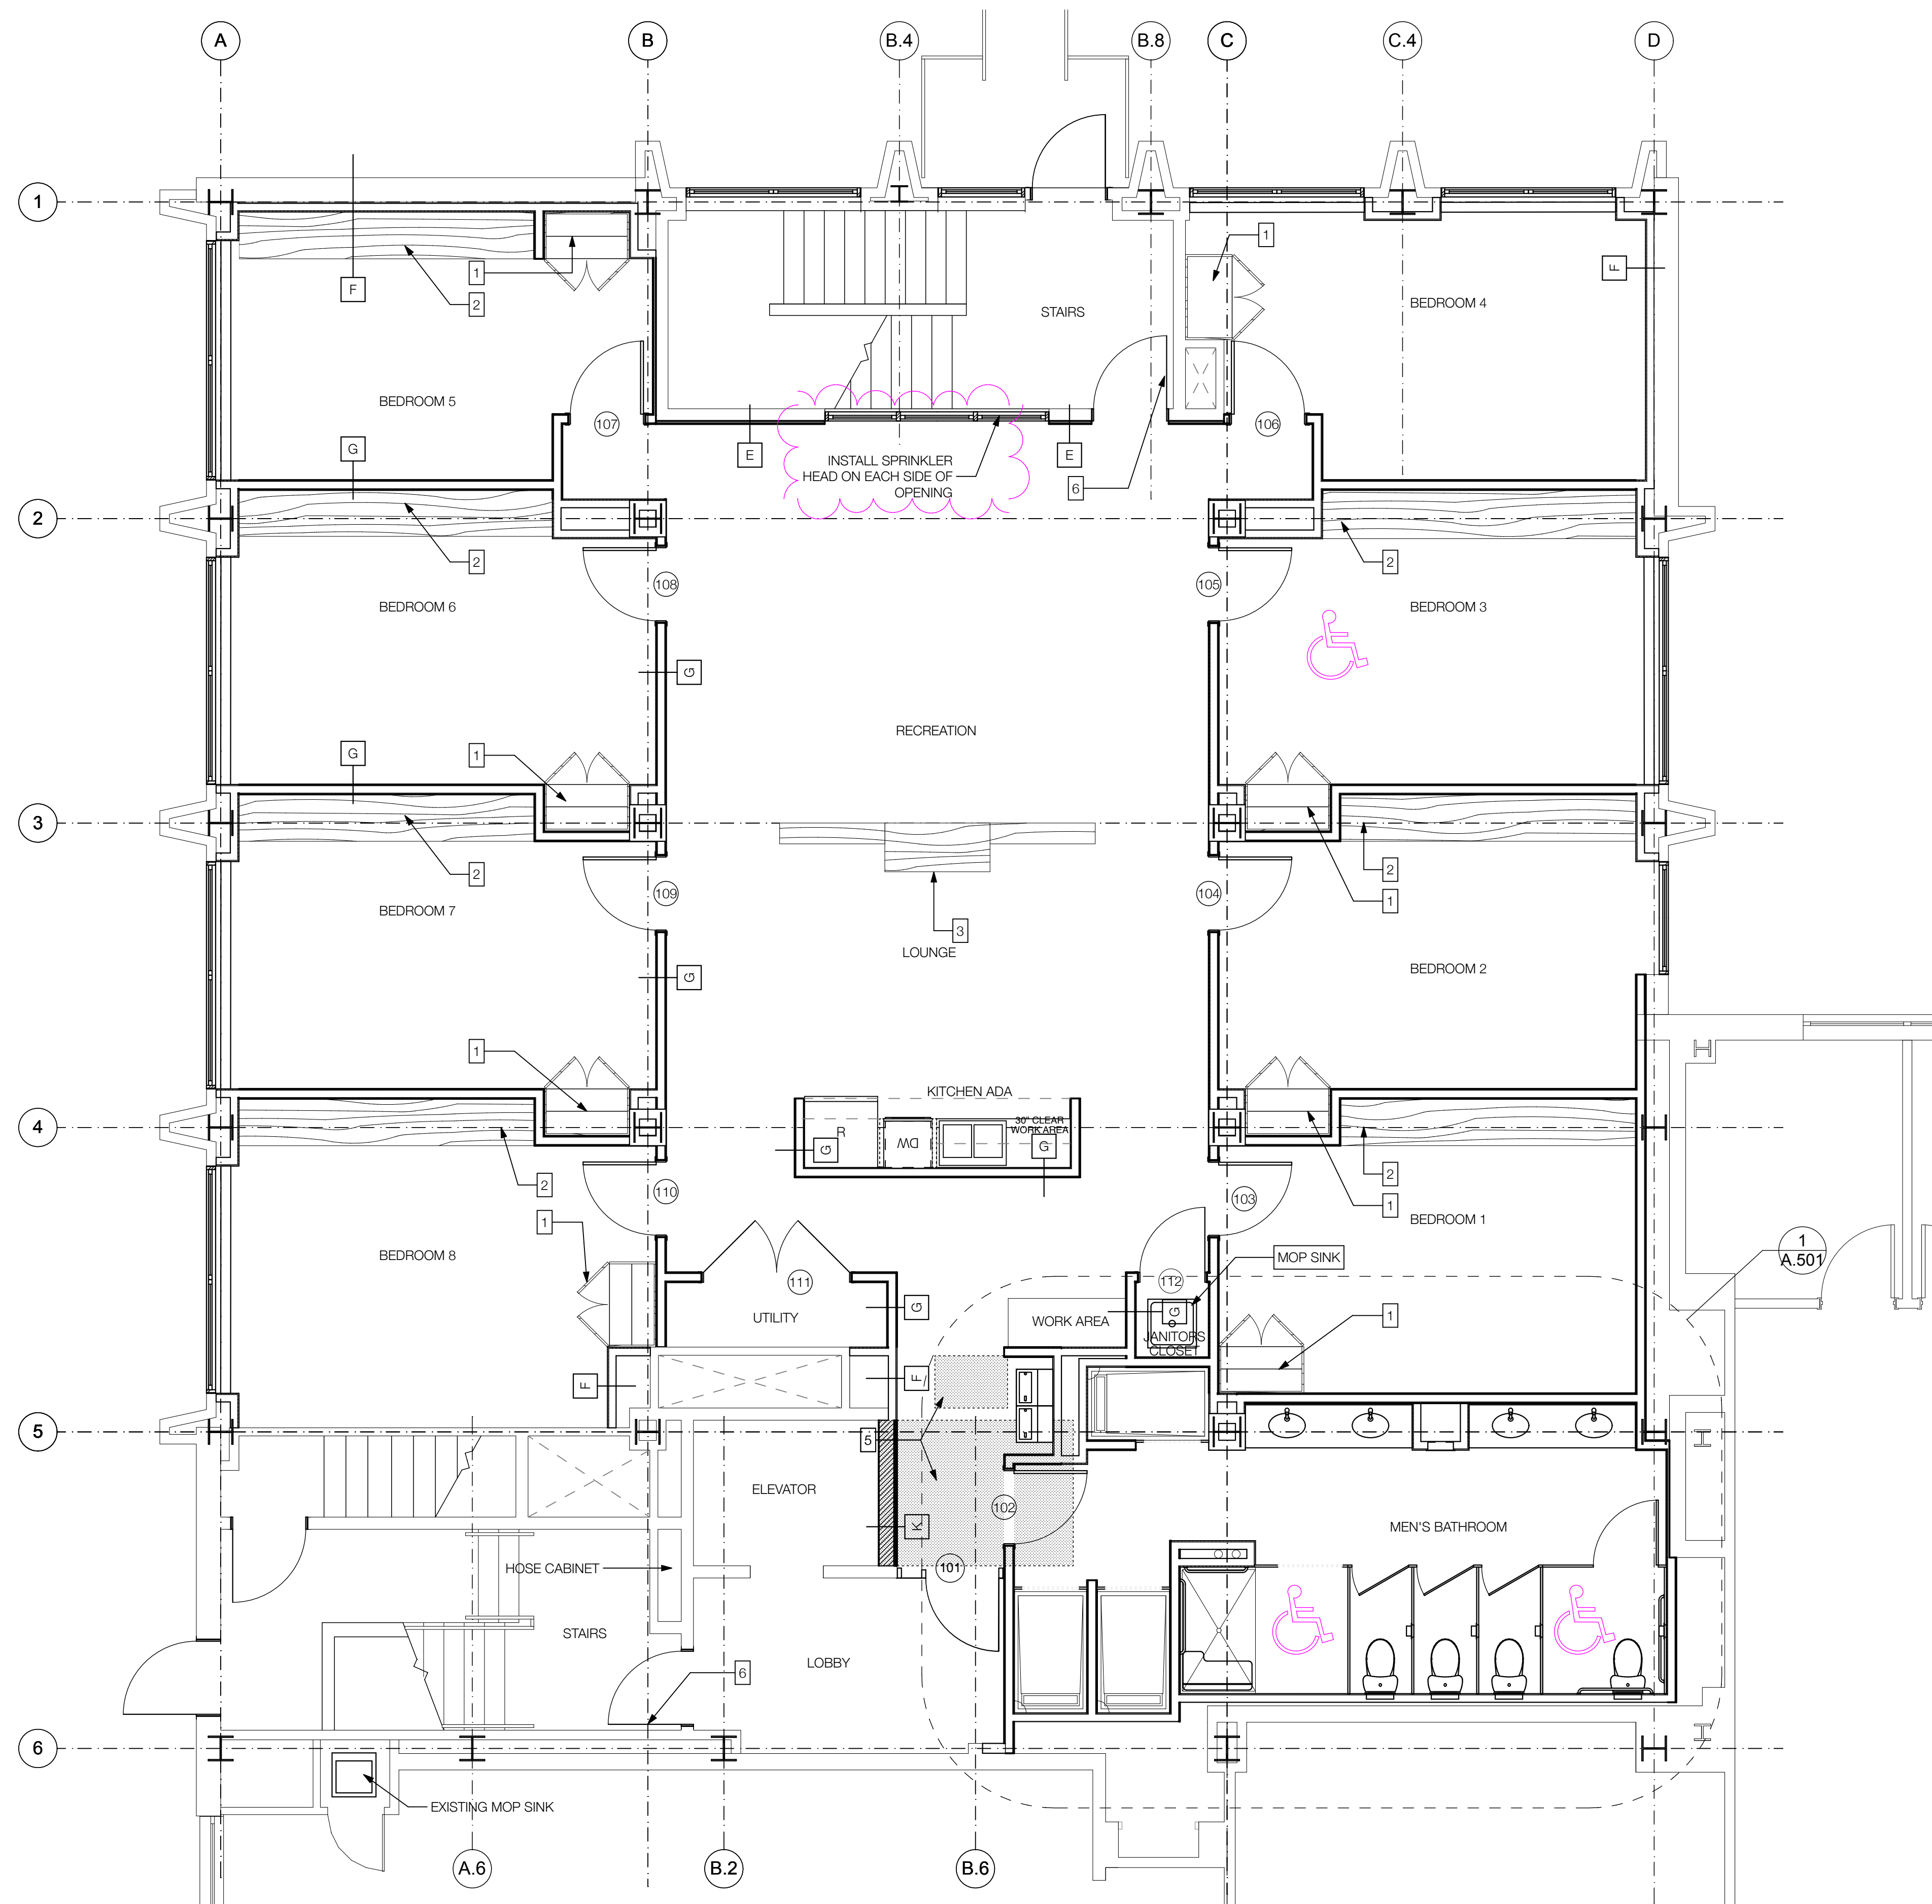 A
B
B.4
B.8
C
C.4
D
1
F
1
2
1
F
BEDROOM 4
STAIRS
BEDROOM 5
107
106
G
E
E
INSTALL SPRINKLER
HEAD ON EACH SIDE OF
OPENING
6
2
2
2
108
105
BEDROOM 6
BEDROOM 3
G
RECREATION
G
1
3
2
2
109
104
1
BEDROOM 7
3
LOUNGE
BEDROOM 2
G
1
KITCHEN ADA
4
30" CLEAR
WORK AREA
R
DW
G
G
2
2
110
103
1
1
BEDROOM 1
BEDROOM 8
1
A.501
MOP SINK
111
112
G
G
UTILITY
WORK AREA
1
JANITORS
CLOSET
F
F
5
5
ELEVATOR
102
K
MEN'S BATHROOM
HOSE CABINET
101
STAIRS
LOBBY
6
6
EXISTING MOP SINK
A.6
B.2
B.6